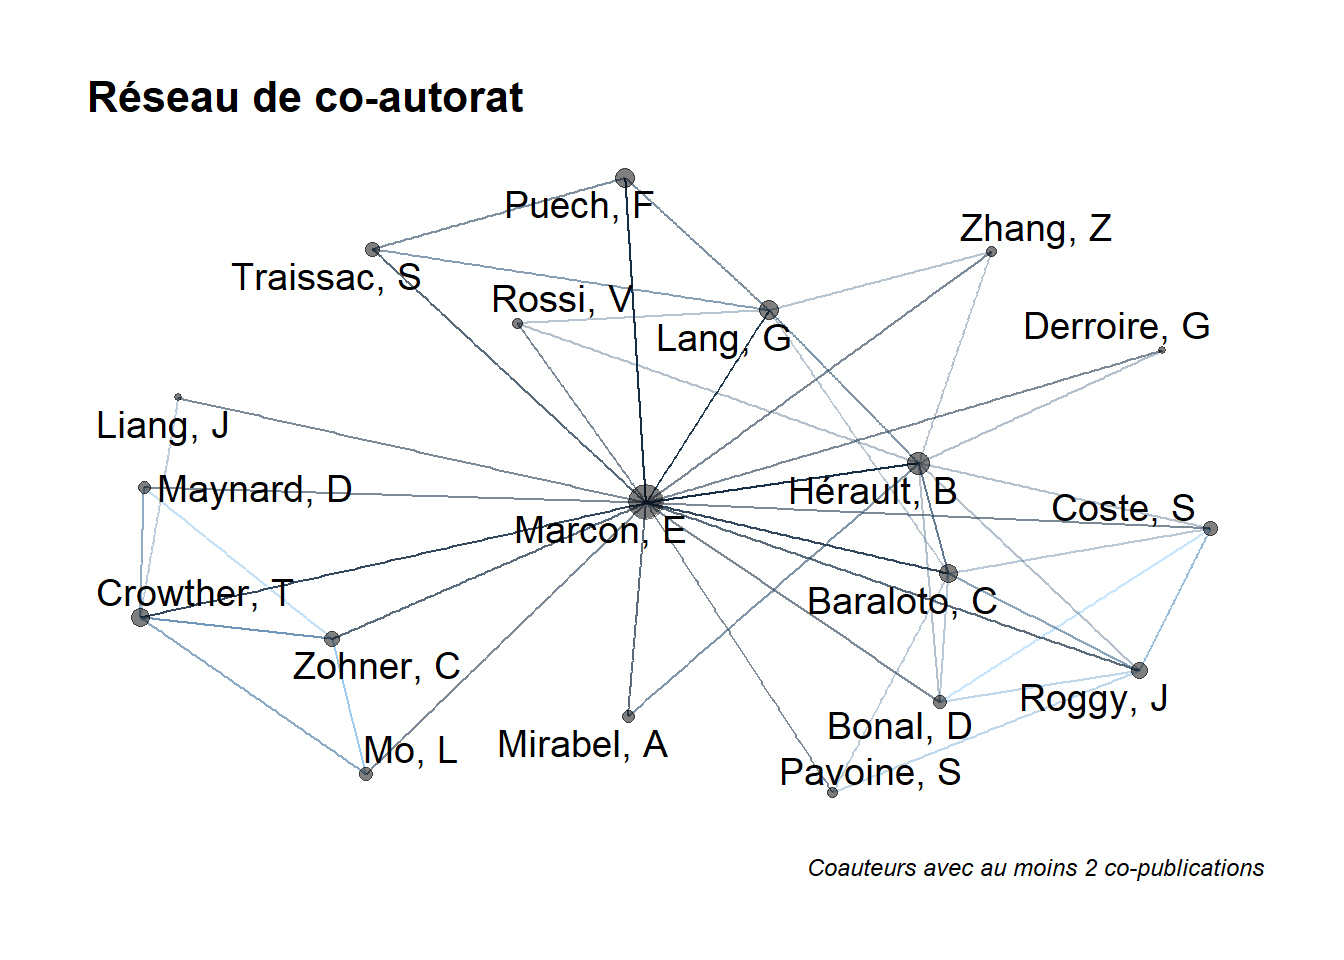 Réseau de co-autorat
Puech, F
Zhang, Z
Traissac, S
Rossi, V
Lang, G
Derroire, G
Liang, J
Maynard, D
Hérault, B
Coste, S
Marcon, E
Crowther, T
Baraloto, C
Zohner, C
Roggy, J
Bonal, D
Mirabel, A
Mo, L
Pavoine, S
Coauteurs avec au moins 2 co-publications